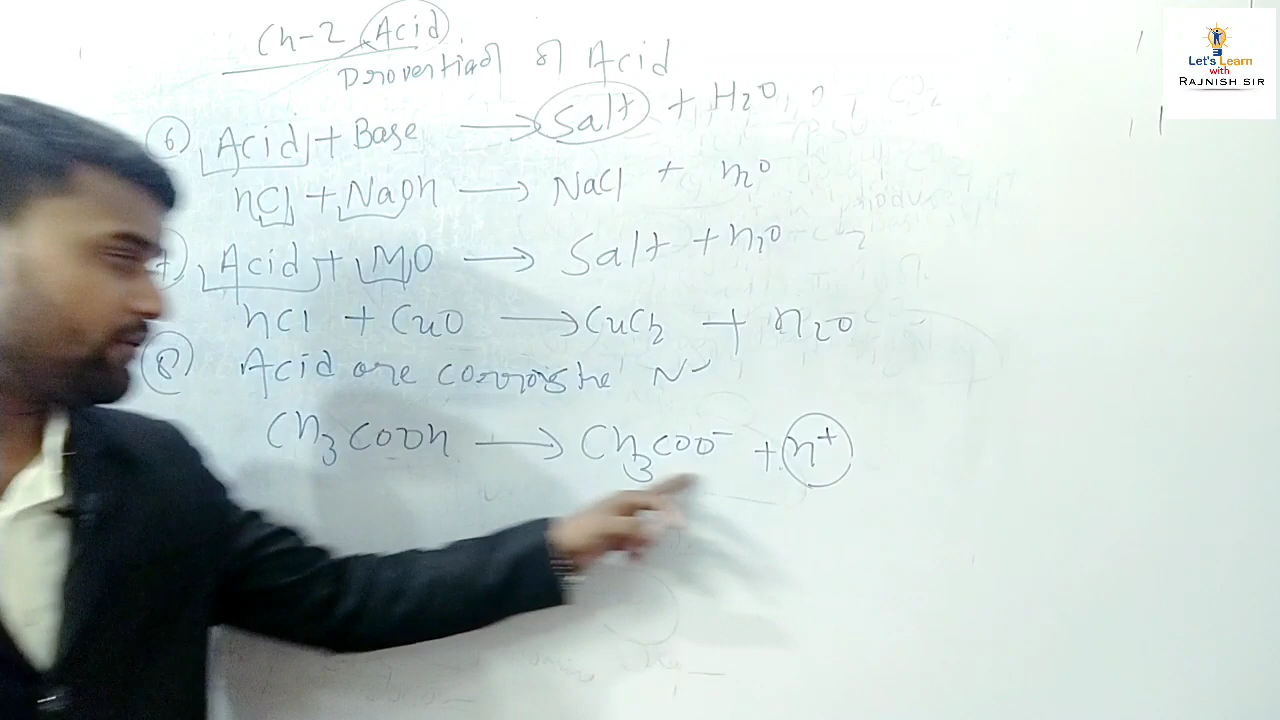 Ch-2 Acid
Properties of Acid
6 Acid + Base → Salt + H2O
HCl + NaOH → NaCl + H2O
7) Acid + MO → Salt + H2O
HCl + CuO → CuCl2 + H2O
8 Acid are corrosive
CH3COOH → CH3COO- + H+
Let's Learn
with
RAJNISH SIR